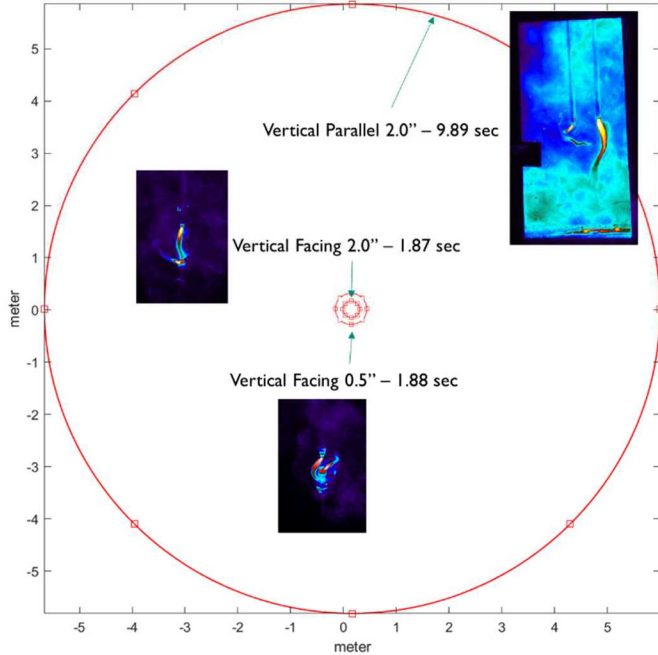 5
4
Vertical Parallel 2.0” – 9.89 sec
3
2
Vertical Facing 2.0” – 1.87 sec
1
meter
0
-1
Vertical Facing 0.5” – 1.88 sec
-2
-3
-4
-5
-5 -4 -3 -2 -1 0 1 2 3 4 5
meter